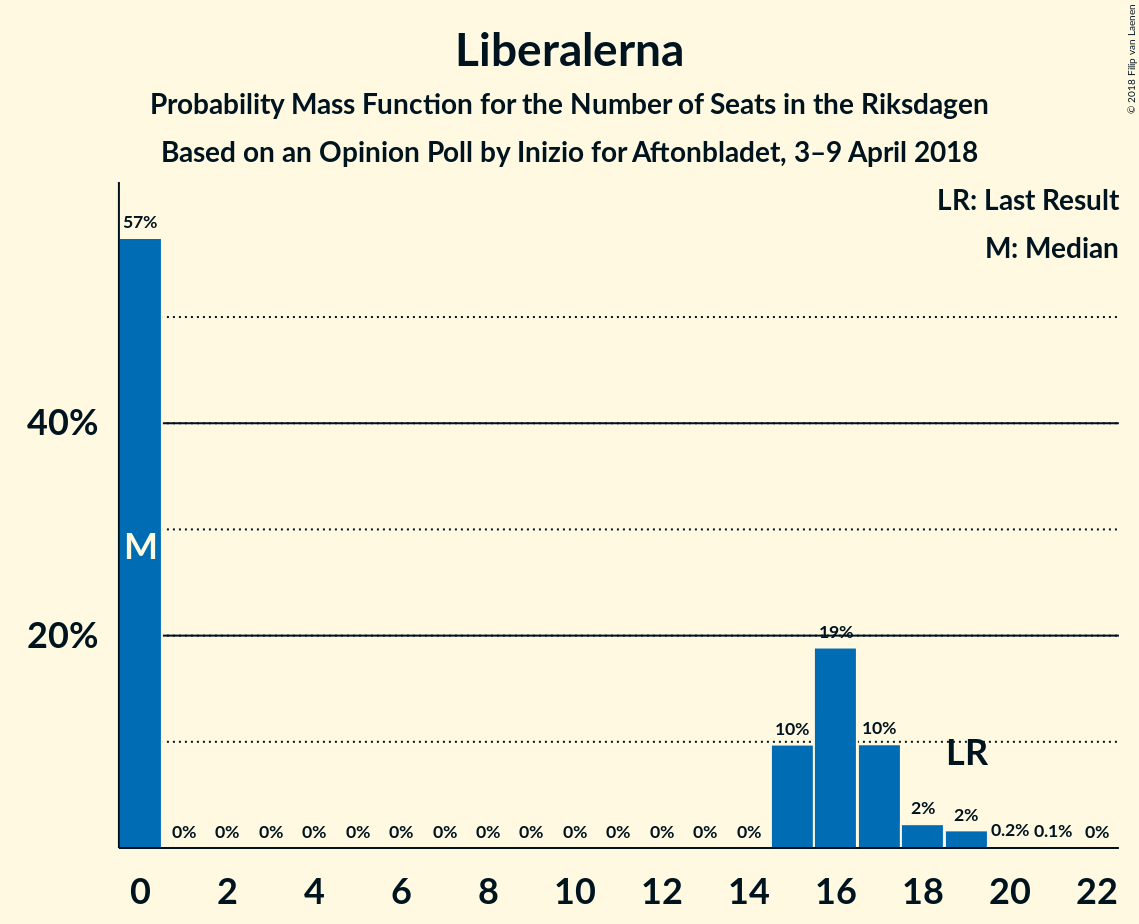 Liberalerna
Probability Mass Function for the Number of Seats in the Riksdagen
Based on an Opinion Poll by Inizio for Aftonbladet, 3–9 April 2018
© 2018 Filip van Laenen
LR: Last Result
M: Median
57%
40%
M
20%
19%
10%
10%
LR
2%
2%
0%
0%
0%
0%
0%
0%
0%
0%
0%
0%
0%
0%
0%
0%
0.2%
0.1%
0%
0 2 4 6 8 10 12 14 16 18 20 22